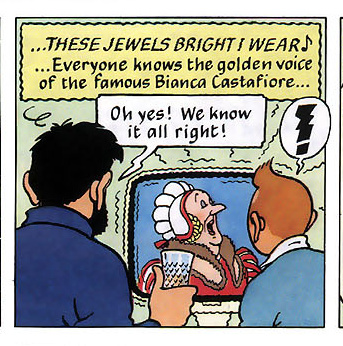 ...THESE JEWELS BRIGHT I WEAR♪
...Everyone knows the golden voice
of the famous Bianca Castafiore...
Oh yes! We know
it all right!
!